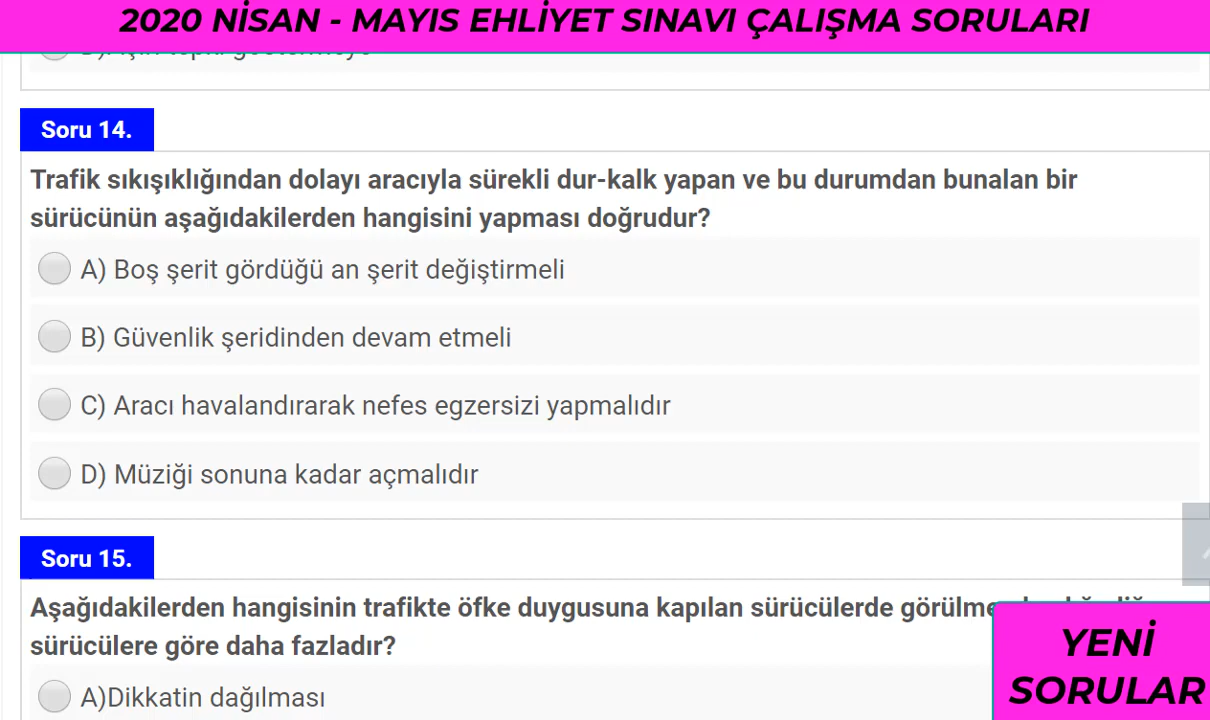 2020 NİSAN - MAYIS EHLİYET SINAVI ÇALIŞMA SORULARI
Soru 14.
Trafik sıkışıklığından dolayı aracıyla sürekli dur-kalk yapan ve bu durumdan bunalan bir
sürücünün aşağıdakilerden hangisini yapması doğrudur?
A) Boş şerit gördüğü an şerit değiştirmeli
B) Güvenlik şeridinden devam etmeli
C) Aracı havalandırarak nefes egzersizi yapmalıdır
D) Müziği sonuna kadar açmalıdır
Soru 15.
Aşağıdakilerden hangisinin trafikte öfke duygusuna kapılan sürücülerde
sürücülere göre daha fazladır?
A)Dikkatin dağılması
YENİ
SORULAR